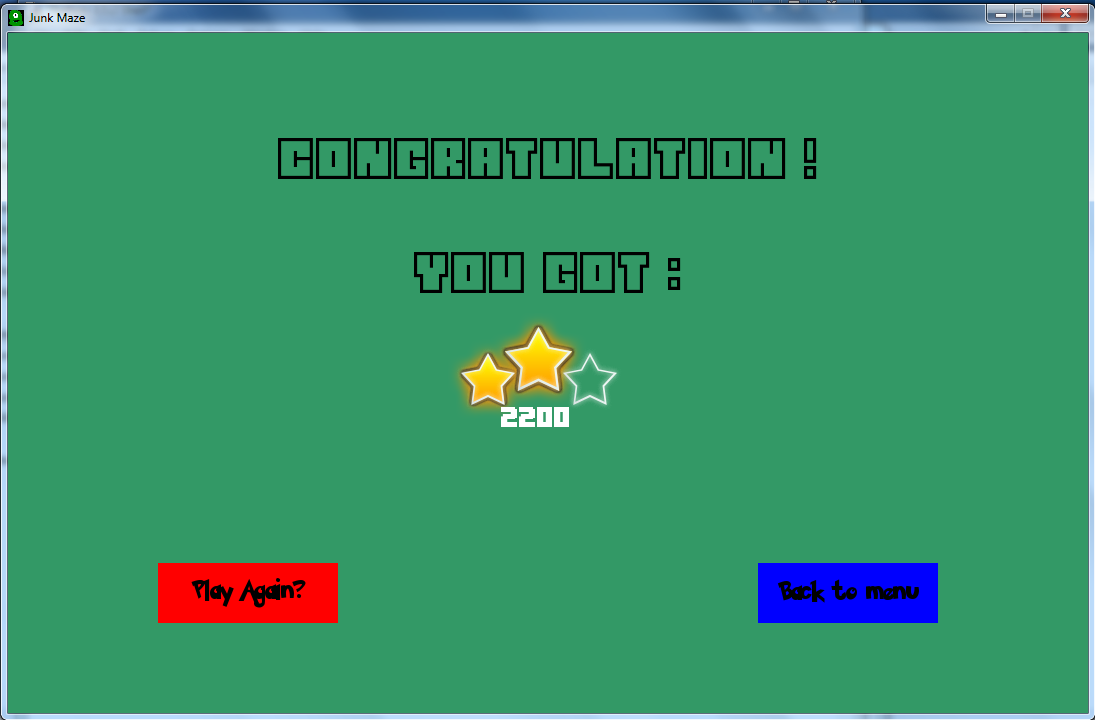 Junk Maze
CONGRATULATION !
YOU GOT :
2200
Play Again?
Back to menu